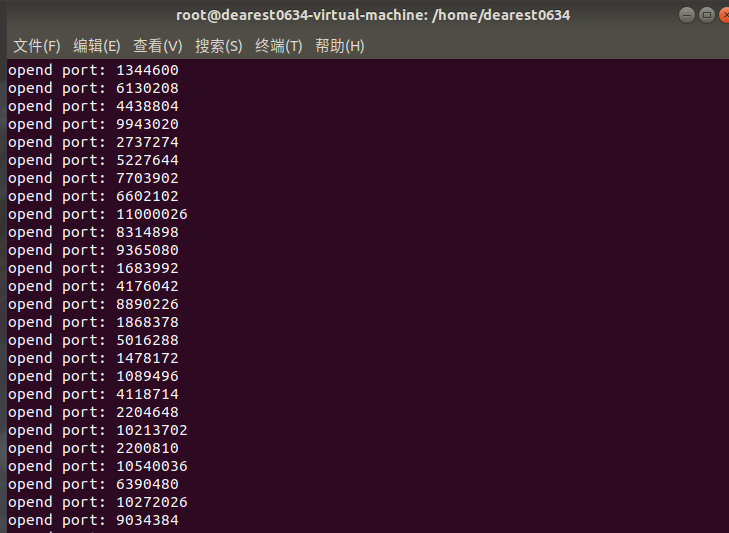 root@dearest0634-virtual-machine: /home/dearest0634
文件(F) 编辑(E) 查看(V) 搜索(S) 终端(T) 帮助(H)
opend port: 1344600
opend port: 6130208
opend port: 4438804
opend port: 9943020
opend port: 2737274
opend port: 5227644
opend port: 7703902
opend port: 6602102
opend port: 11000026
opend port: 8314898
opend port: 9365080
opend port: 1683992
opend port: 4176042
opend port: 8890226
opend port: 1868378
opend port: 5016288
opend port: 1478172
opend port: 1089496
opend port: 4118714
opend port: 2204648
opend port: 10213702
opend port: 2200810
opend port: 10540036
opend port: 6390480
opend port: 10272026
opend port: 9034384